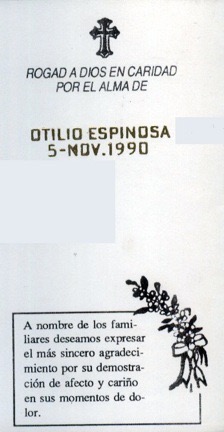 ROGAD A DIOS EN CARIDAD
POR EL ALMA DE
OTILIO ESPINOSA
5-NOV.1990
A nombre de los fami-
liares deseamos expresar
el más sincero agradeci-
miento por su demostra-
ción de afecto y cariño
en sus momentos de do-
lor.